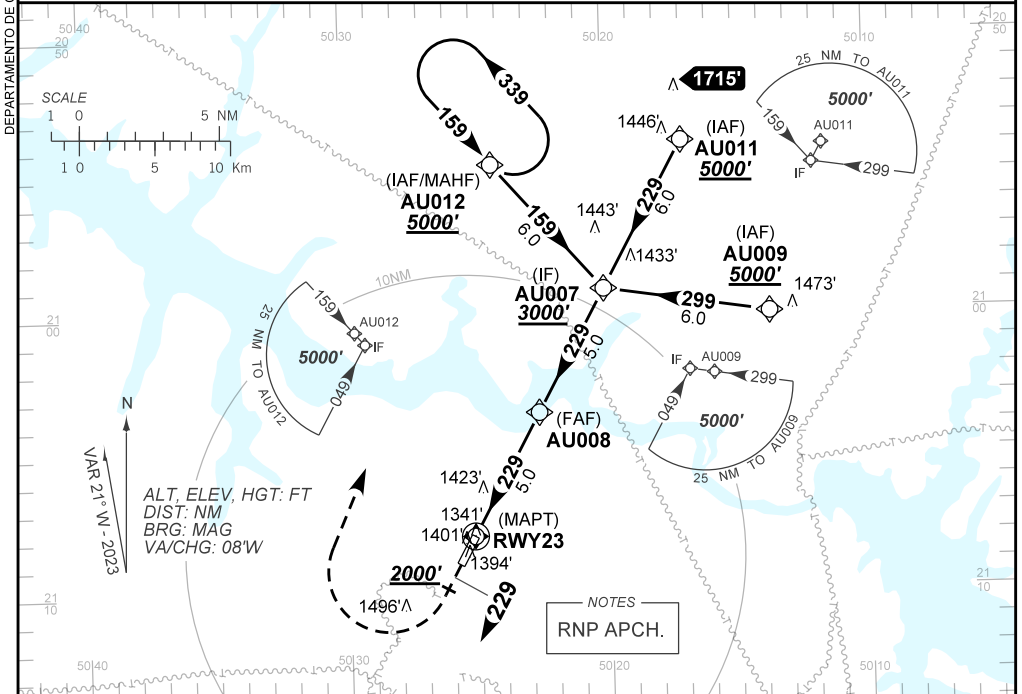 DEPARTAMENTO DE
50 40
50 30
50 20
50 10
20 50
20 50
SCALE
1 0 5 NM
1 0 5 10 Km
339
159
(IAF/MAHF)
AU012
5000'
159
6.0
1715'
1446'
(IAF)
AU011
5000'
229
6.0
25 NM TO AU011
5000'
AU011
159
IF
299
1443'
1433'
(IAF)
AU009
5000'
1473'
299
6.0
(IF)
AU007
3000'
10NM
21 00
21 00
159
AU012
IF
5000'
049
25 NM TO AU012
229
5.0
IF
AU009
299
049
5000'
25 NM TO AU009
(FAF)
AU008
N
VAR 21° W - 2023
ALT, ELEV, HGT: FT
DIST: NM
BRG: MAG
VA/CHG: 08'W
229
5.0
1423'
1341'
1401'
(MAPT)
RWY23
1394'
2000'
1496'
229
NOTES
RNP APCH.
21 10
21 10
50 40
50 30
50 20
50 10